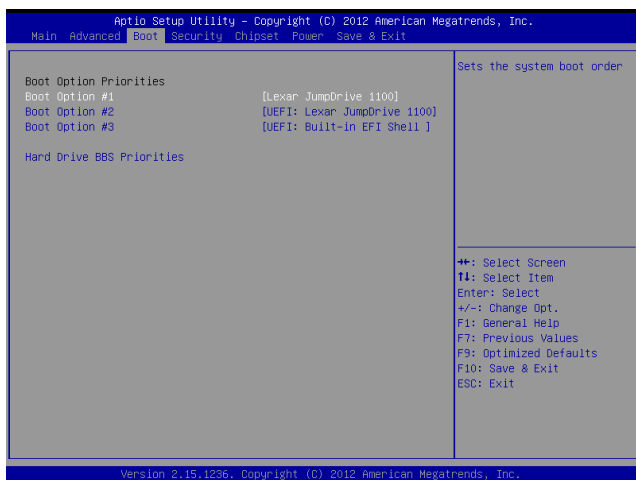 Aptio Setup Utility – Copyright (C) 2012 American Megatrends, Inc.
Main Advanced Boot Security Chipset Power Save & Exit
Boot Option Priorities
Boot Option #1 [Lexar JumpDrive 1100]
Boot Option #2 [UEFI: Lexar JumpDrive 1100]
Boot Option #3 [UEFI: Built-in EFI Shell ]
Hard Drive BBS Priorities
Sets the system boot order
→←: Select Screen
↑↓: Select Item
Enter: Select
+/-: Change Opt.
F1: General Help
F7: Previous Values
F9: Optimized Defaults
F10: Save & Exit
ESC: Exit
Version 2.15.1236. Copyright (C) 2012 American Megatrends, Inc.